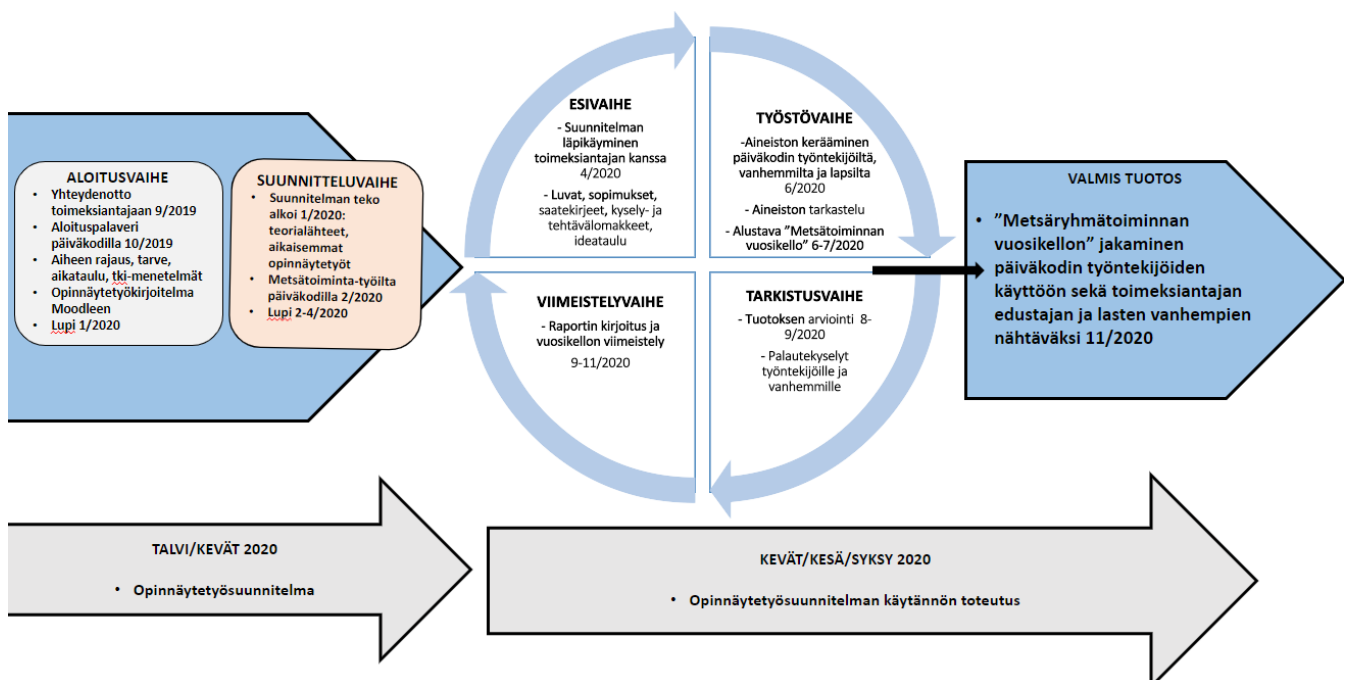 ALOITUSVAIHE
• Yhteydenotto
toimeksiantajaan 9/2019
• Aloituspalaveri
päiväkodilla 10/2019
• Aiheen rajaus, tarve,
aikataulu, tki-menetelmät
• Opinnäytetyökirjoitelma
Moodleen
• Lupi 1/2020
SUUNNITTELUVAIHE
• Suunnitelman teko
alkoi 1/2020:
teorialähteet,
aikaisemmat
opinnäytetyöt
• Metsätoiminta-työilta
päiväkodilla 2/2020
• Lupi 2-4/2020
ESIVAIHE
- Suunnitelman
läpikäyminen
toimeksiantajan kanssa
4/2020
- Luvat, sopimukset,
saatekirjeet, kysely- ja
tehtävälomakkeet,
ideataulu
TYÖSTÖVAIHE
-Aineiston kerääminen
päiväkodin työntekijöiltä,
vanhemmilta ja lapsilta
6/2020
- Aineiston tarkastelu
- Alustava ”Metsätoiminnan
vuosikello” 6-7/2020
VIIMEISTELYVAIHE
- Raportin kirjoitus ja
vuosikellon viimeistely
9-11/2020
TARKISTUSVAIHE
- Tuotoksen arviointi 8-
9/2020
- Palautekyselyt
työntekijöille ja
vanhemmille
VALMIS TUOTOS
• ”Metsäryhmätoiminnan
vuosikellon” jakaminen
päiväkodin työntekijöiden
käyttöön sekä toimeksiantajan
edustajan ja lasten vanhempien
nähtäväksi 11/2020
TALVI/KEVÄT 2020
• Opinnäytetyösuunnitelma
KEVÄT/KESÄ/SYKSY 2020
• Opinnäytetyösuunnitelman käytännön toteutus